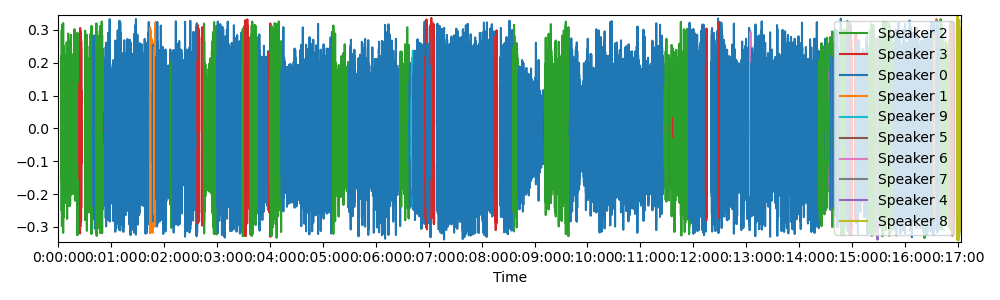 0.3
0.2
0.1
0.0
−0.1
−0.2
−0.3
0:00:00
0:01:00
0:02:00
0:03:00
0:04:00
0:05:00
0:06:00
0:07:00
0:08:00
0:09:00
0:10:00
0:11:00
0:12:00
0:13:00
0:14:00
0:15:00
0:16:00
0:17:00
Time
Speaker 2
Speaker 3
Speaker 0
Speaker 1
Speaker 9
Speaker 5
Speaker 6
Speaker 7
Speaker 4
Speaker 8